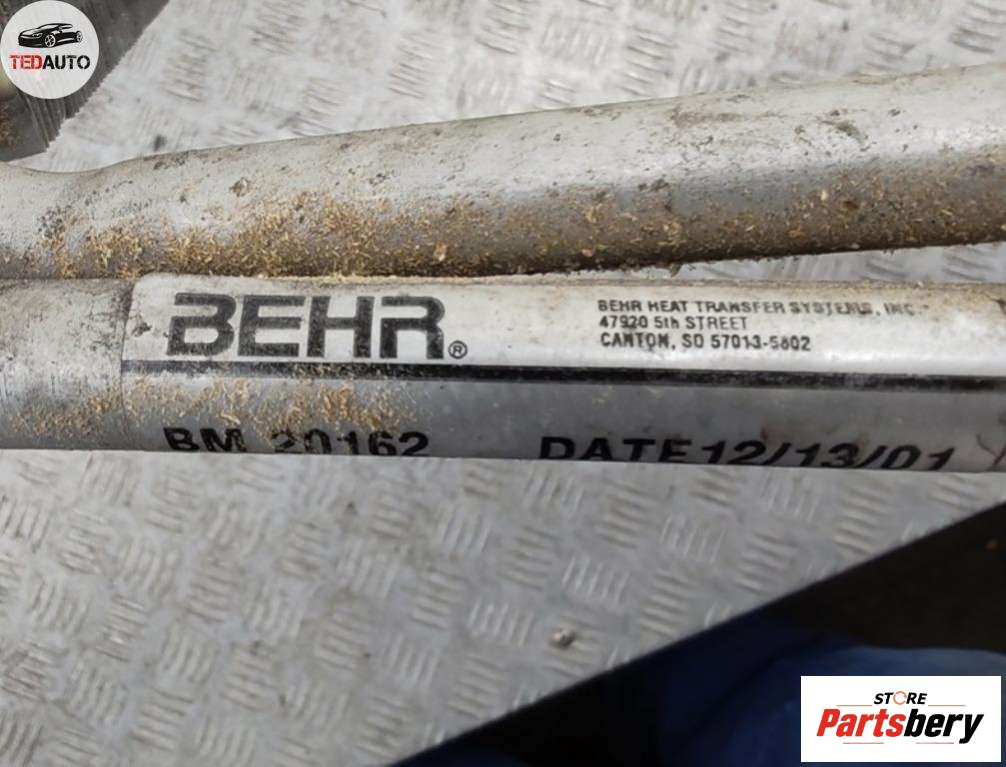 TEDAUTO
BEHR®
BEHR HEAT TRANSFER SYSTEMS, INC.
47920 5th STREET
CANTON, SD 57013-5802
BM 20162
DATE 12/13/01
STORE
Partsbery